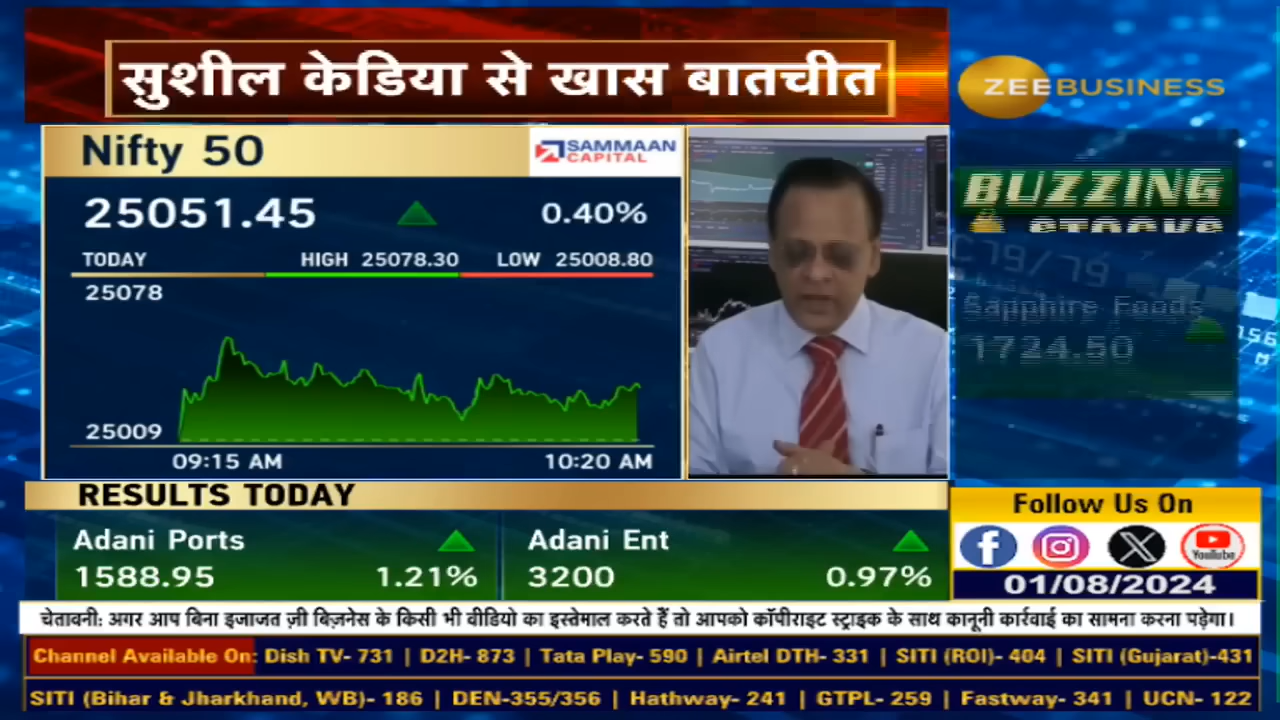 सुशील केडिया से खास बातचीत
ZEEBUSINESS
Nifty 50
SAMMAAN
CAPITAL
25051.45 0.40%
TODAY HIGH 25078.30 LOW 25008.80
25078
25009
09:15 AM 10:20 AM
BUZZING
STOCKS
Sapphire Foods
1724.50
RESULTS TODAY
Adani Ports
1588.95 1.21%
Adani Ent
3200 0.97%
Follow Us On
YouTube
01/08/2024
चेतावनी: अगर आप बिना इजाजत ज़ी बिज़नेस के किसी भी वीडियो का इस्तेमाल करते हैं तो आपको कॉपीराइट स्ट्राइक के साथ कानूनी कार्रवाई का सामना करना पड़ेगा।
Channel Available On: Dish TV- 731 | D2H- 873 | Tata Play- 590 | Airtel DTH- 331 | SITI (ROI)- 404 | SITI (Gujarat)-431
SITI (Bihar & Jharkhand, WB)- 186 | DEN-355/356 | Hathway- 241 | GTPL- 259 | Fastway- 341 | UCN- 122